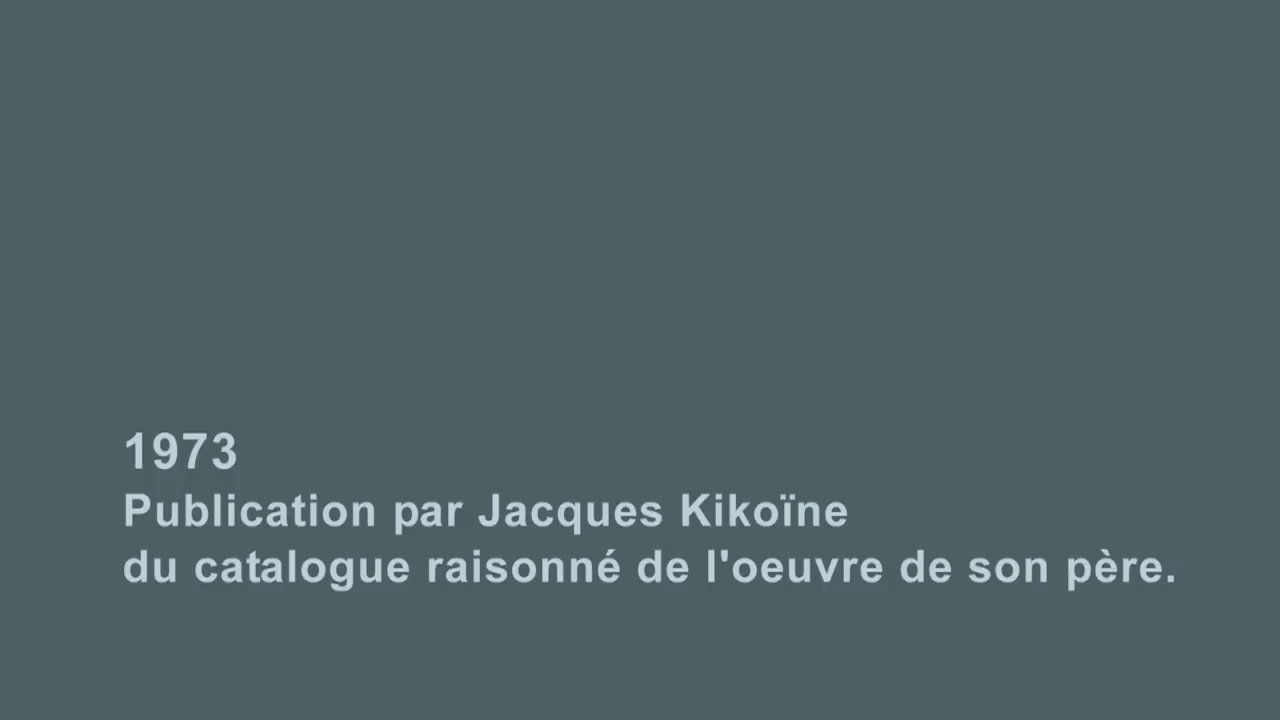 1973
Publication par Jacques Kikoïne
du catalogue raisonné de l'oeuvre de son père.